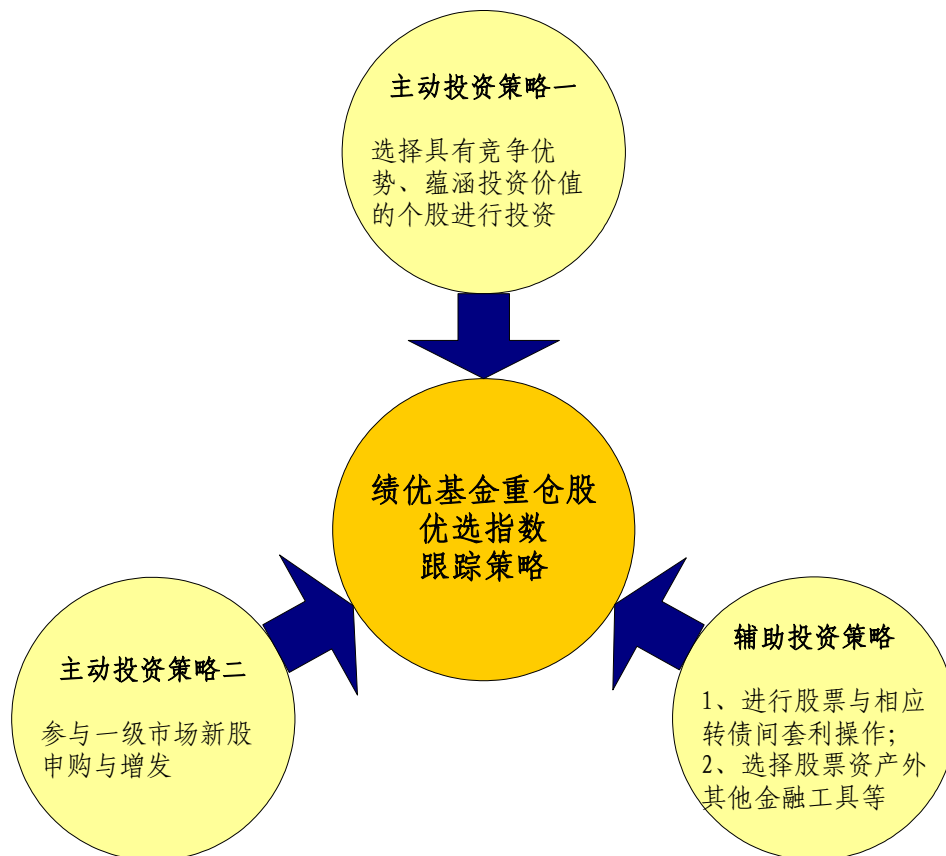 主动投资策略一
选择具有竞争优
势、蕴涵投资价值
的个股进行投资
绩优基金重仓股
优选指数
跟踪策略
主动投资策略二
参与一级市场新股
申购与增发
辅助投资策略
1、进行股票与相应
转债间套利操作;
2、选择股票资产外
其他金融工具等